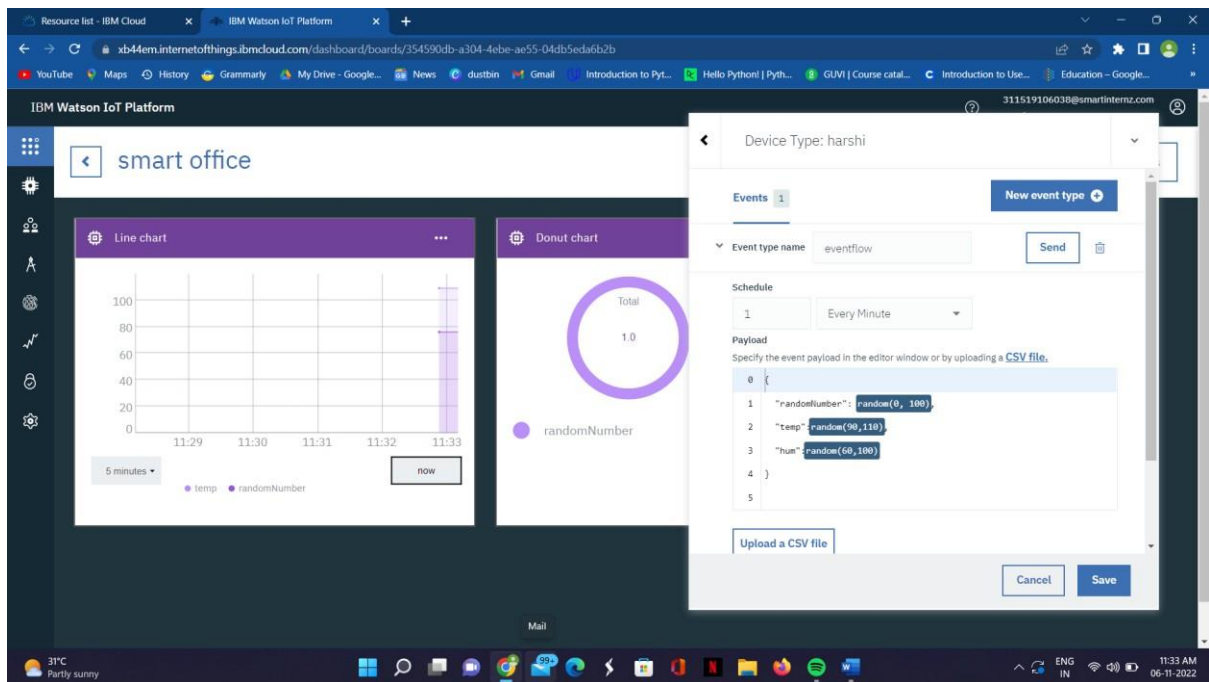 Resource list - IBM Cloud
IBM Watson IoT Platform
xb44em.internetofthings.ibmcloud.com/dashboard/boards/354590db-a304-4ebe-ae55-04db5eda6b2b
YouTube Maps History Grammarly My Drive - Google... News dustbin Gmail Introduction to Pyt... Hello Python! | Pyth... GUVI | Course catal... Introduction to Use... Education – Google...
IBM Watson IoT Platform
311519106038@smartinternz.com
smart office
Line chart
100
80
60
40
20
0
11:29 11:30 11:31 11:32 11:33
5 minutes
now
temp randomNumber
Donut chart
Total
1.0
randomNumber
Device Type: harshi
Events 1
New event type
Event type name eventflow
Send
Schedule
1 Every Minute
Payload
Specify the event payload in the editor window or by uploading a CSV file.
0 {
1 "randomNumber": random(0, 100),
2 "temp":random(90,110),
3 "hum":random(60,100)
4 }
5
Upload a CSV file
Cancel Save
Mail
31°C
Partly sunny
99+
ENG
IN
11:33 AM
06-11-2022